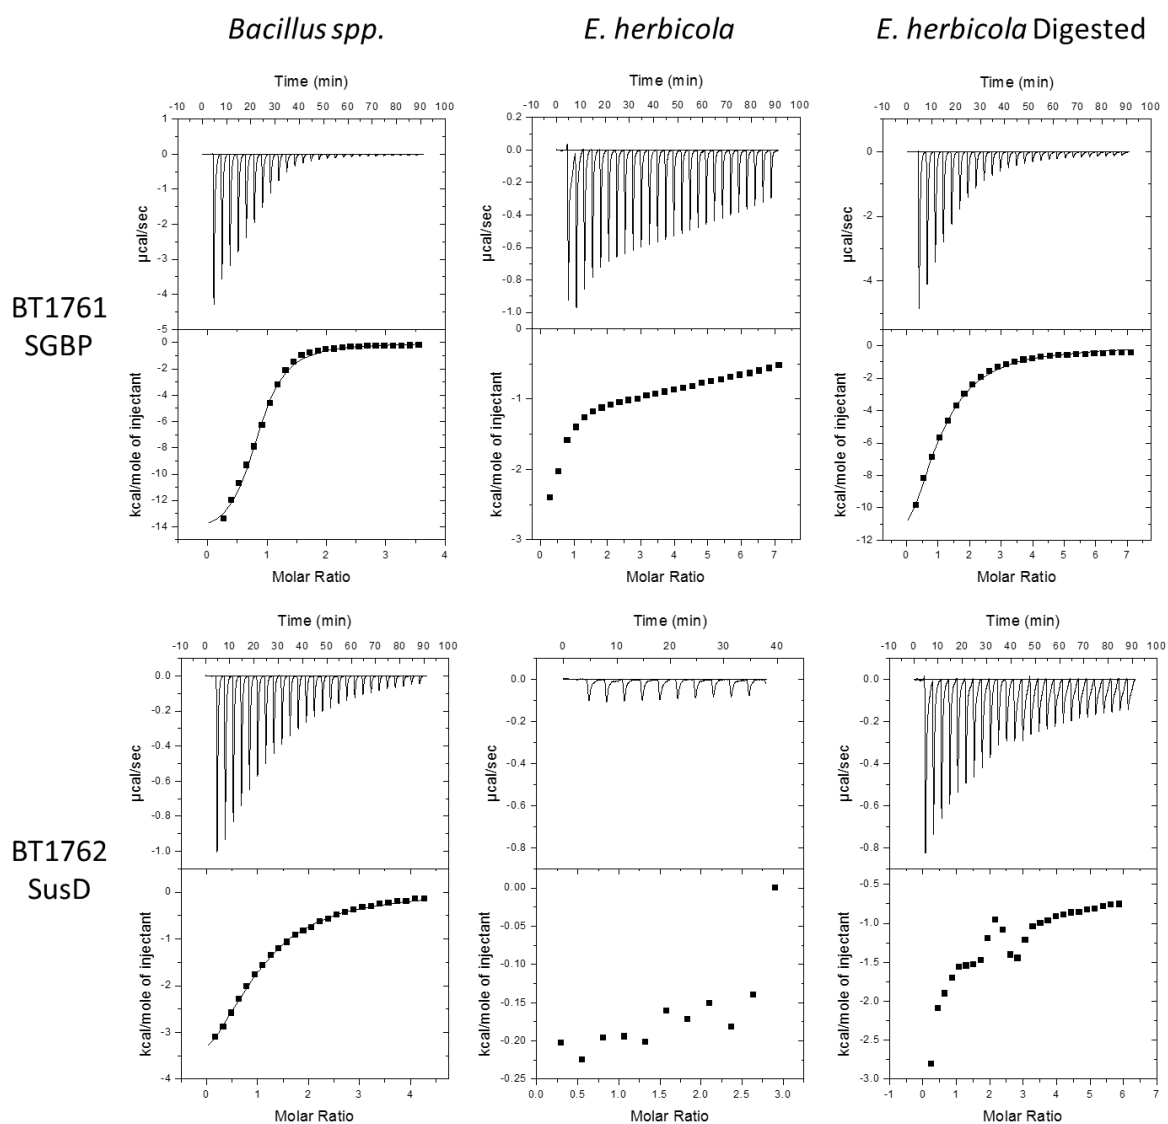 Bacillus spp.
E. herbicola
E. herbicola Digested
BT1761
SGBP
Time (min)
-10 0 10 20 30 40 50 60 70 80 90 100
1
0
-1
-2
-3
-4
-5
µcal/sec
0
-2
-4
-6
-8
-10
-12
-14
kcal/mole of injectant
0 1 2 3 4
Molar Ratio
Time (min)
-10 0 10 20 30 40 50 60 70 80 90 100
0.2
0.0
-0.2
-0.4
-0.6
-0.8
-1.0
µcal/sec
0
-1
-2
-3
kcal/mole of injectant
0 1 2 3 4 5 6 7
Molar Ratio
Time (min)
-10 0 10 20 30 40 50 60 70 80 90 100
0
-2
-4
µcal/sec
0
-2
-4
-6
-8
-10
-12
kcal/mole of injectant
0 1 2 3 4 5 6 7
Molar Ratio
BT1762
SusD
Time (min)
-10 0 10 20 30 40 50 60 70 80 90 100
0.0
-0.2
-0.4
-0.6
-0.8
-1.0
µcal/sec
0
-1
-2
-3
-4
kcal/mole of injectant
0 1 2 3 4
Molar Ratio
Time (min)
0 10 20 30 40
0.0
-0.2
-0.4
-0.6
-0.8
µcal/sec
0.00
-0.05
-0.10
-0.15
-0.20
-0.25
kcal/mole of injectant
0.0 0.5 1.0 1.5 2.0 2.5 3.0
Molar Ratio
Time (min)
-10 0 10 20 30 40 50 60 70 80 90 100
0.0
-0.2
-0.4
-0.6
-0.8
µcal/sec
-0.5
-1.0
-1.5
-2.0
-2.5
-3.0
kcal/mole of injectant
0 1 2 3 4 5 6 7
Molar Ratio